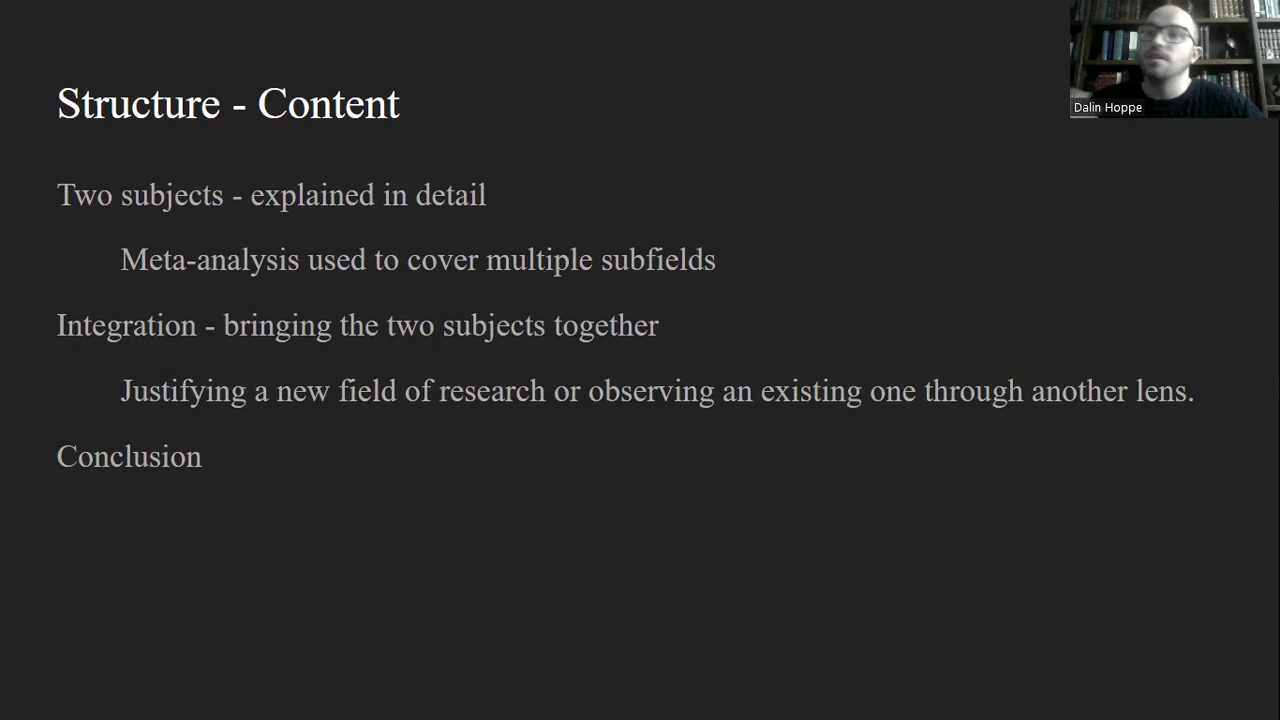 Structure - Content
Dalin Hoppe
Two subjects - explained in detail
Meta-analysis used to cover multiple subfields
Integration - bringing the two subjects together
Justifying a new field of research or observing an existing one through another lens.
Conclusion